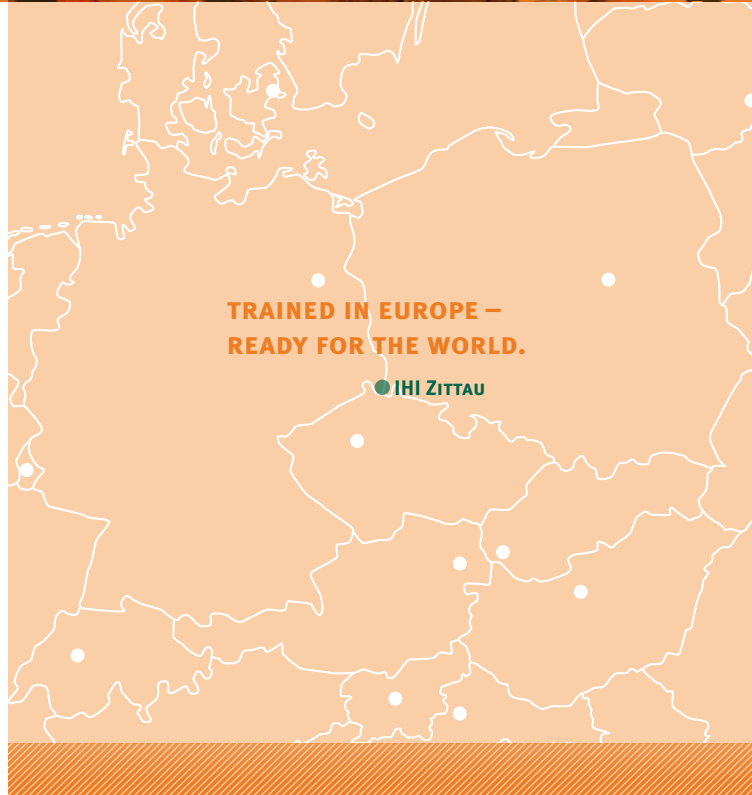 TRAINED IN EUROPE –
READY FOR THE WORLD.
IHI ZITTAU